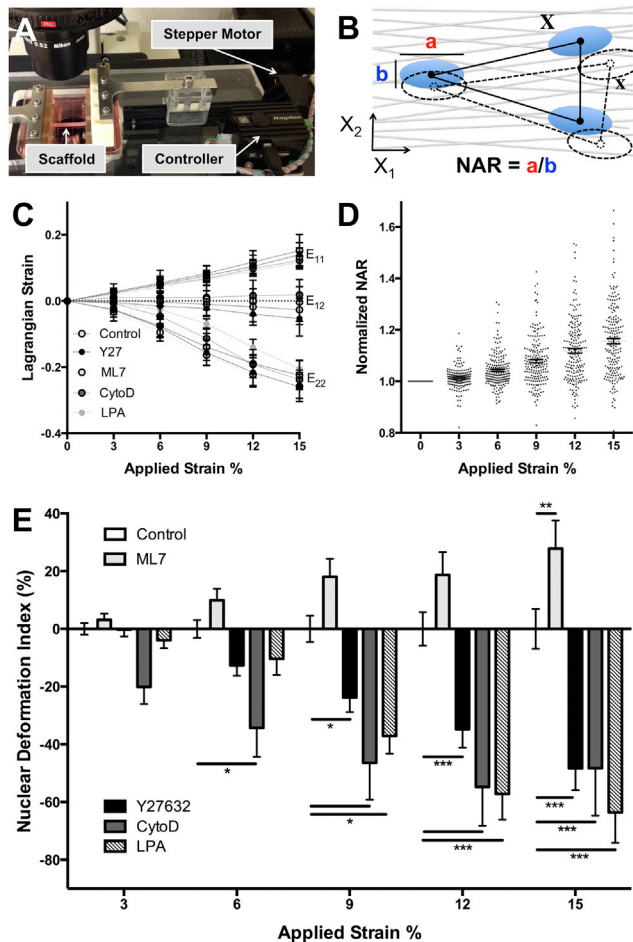 A
Stepper Motor
Scaffold
Controller
B
X
a
b
x
X2
X1
NAR = a/b
C
0.2
0.0
-0.2
-0.4
Lagrangian Strain
E11
E12
E22
Control
Y27
ML7
CytoD
LPA
0 3 6 9 12 15
Applied Strain %
D
1.6
1.4
1.2
1.0
0.8
Normalized NAR
0 3 6 9 12 15
Applied Strain %
E
40
20
0
-20
-40
-60
-80
Nuclear Deformation Index (%)
Control
ML7
Y27632
CytoD
LPA
*
*
*
***
***
**
***
***
***
3 6 9 12 15
Applied Strain %